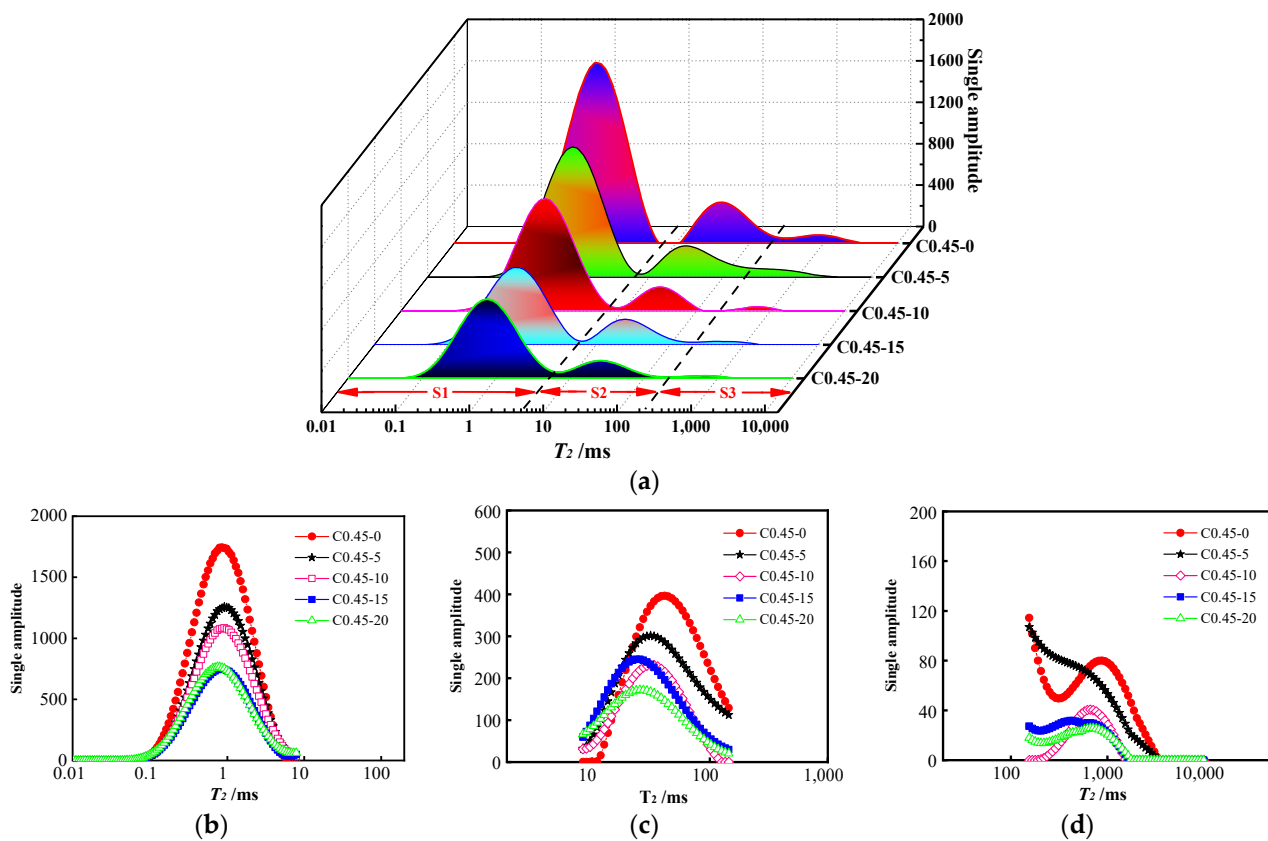 2000
1600
1200
800
400
0
Single amplitude
C0.45-0
C0.45-5
C0.45-10
C0.45-15
C0.45-20
S1
S2
S3
0.01 0.1 1 10 100 1,000 10,000
T2 /ms
(a)
2000
1500
1000
500
0
Single amplitude
C0.45-0
C0.45-5
C0.45-10
C0.45-15
C0.45-20
0.01 0.1 1 10 100
T2 /ms
(b)
600
500
400
300
200
100
0
Single amplitude
C0.45-0
C0.45-5
C0.45-10
C0.45-15
C0.45-20
10 100 1,000
T2 /ms
(c)
200
160
120
80
40
0
Single amplitude
C0.45-0
C0.45-5
C0.45-10
C0.45-15
C0.45-20
100 1,000 10,000
T2 /ms
(d)